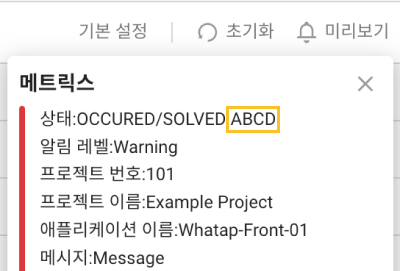 기본 설정 초기화 미리보기
메트릭스
상태:OCCURED/SOLVED ABCD
알림 레벨:Warning
프로젝트 번호:101
프로젝트 이름:Example Project
애플리케이션 이름:Whatap-Front-01
메시지:Message